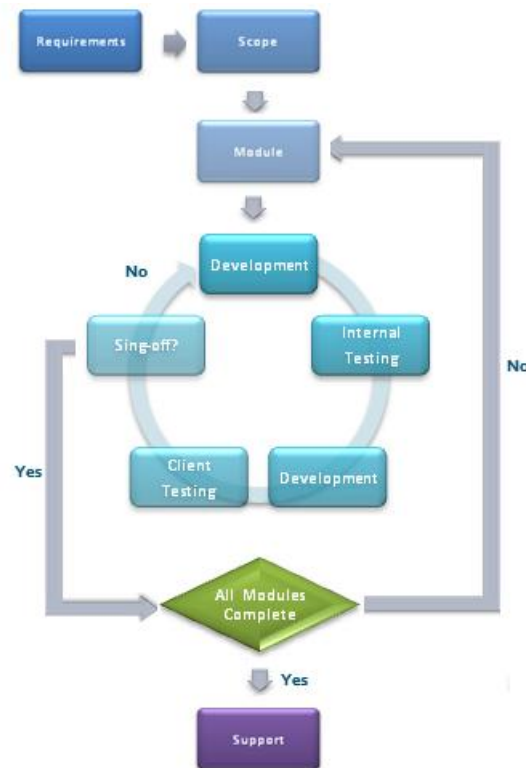 Requirements
Scope
Module
Development
No
Sing-off?
Internal
Testing
No
Client
Testing
Development
Yes
All Modules
Complete
Yes
Support